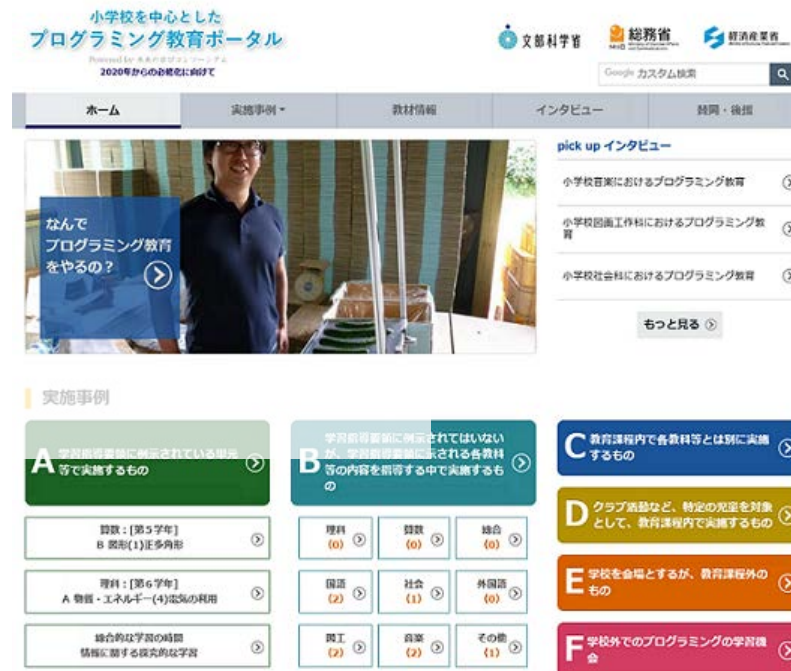 小学校を中心とした
プログラミング教育ポータル
Powered by 未来の学びコンソーシアム
2020年からの必修化に向けて
文部科学省
総務省
経済産業省
Google カスタム検索
ホーム
実施事例
教材情報
インタビュー
賛同・後援
なんで
プログラミング教育
をやるの？
pick up インタビュー
小学校音楽におけるプログラミング教育
小学校図画工作科におけるプログラミング教
育
小学校社会科におけるプログラミング教育
もっと見る
実施事例
A 学習指導要領に例示されている単元
等で実施するもの
B 学習指導要領に例示されてはいない
が、学習指導要領に示される各教科
等の内容を指導する中で実施するも
の
C 教育課程内で各教科等とは別に実施
するもの
D クラブ活動など、特定の児童を対象
として、教育課程内で実施するもの
E 学校を会場とするが、教育課程外の
もの
F 学校外でのプログラミングの学習機
会
算数：[第5学年]
B 図形(1)正多角形
理科：[第6学年]
A 物質・エネルギー(4)電気の利用
総合的な学習の時間
情報に関する探究的な学習
理科
(0)
算数
(0)
総合
(0)
国語
(2)
社会
(1)
外国語
(0)
図工
(2)
音楽
(2)
その他
(1)